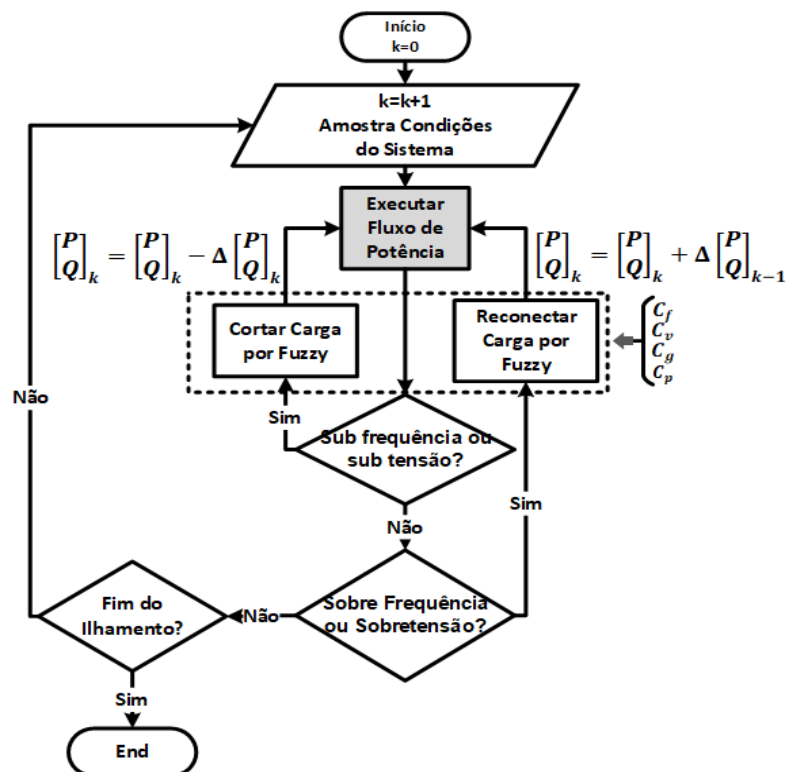 Início
k=0
k=k+1
Amostra Condições
do Sistema
Executar
Fluxo de
Potência
[P Q]_k = [P Q]_k − Δ [P Q]_k
[P Q]_k = [P Q]_k + Δ [P Q]_{k−1}
Cortar Carga
por Fuzzy
Reconectar
Carga por
Fuzzy
C_f
C_v
C_g
C_p
Não
Sim
Sub frequência ou
sub tensão?
Sim
Não
Fim do
Ilhamento?
Não
Sobre Frequência
ou Sobretensão?
Sim
End